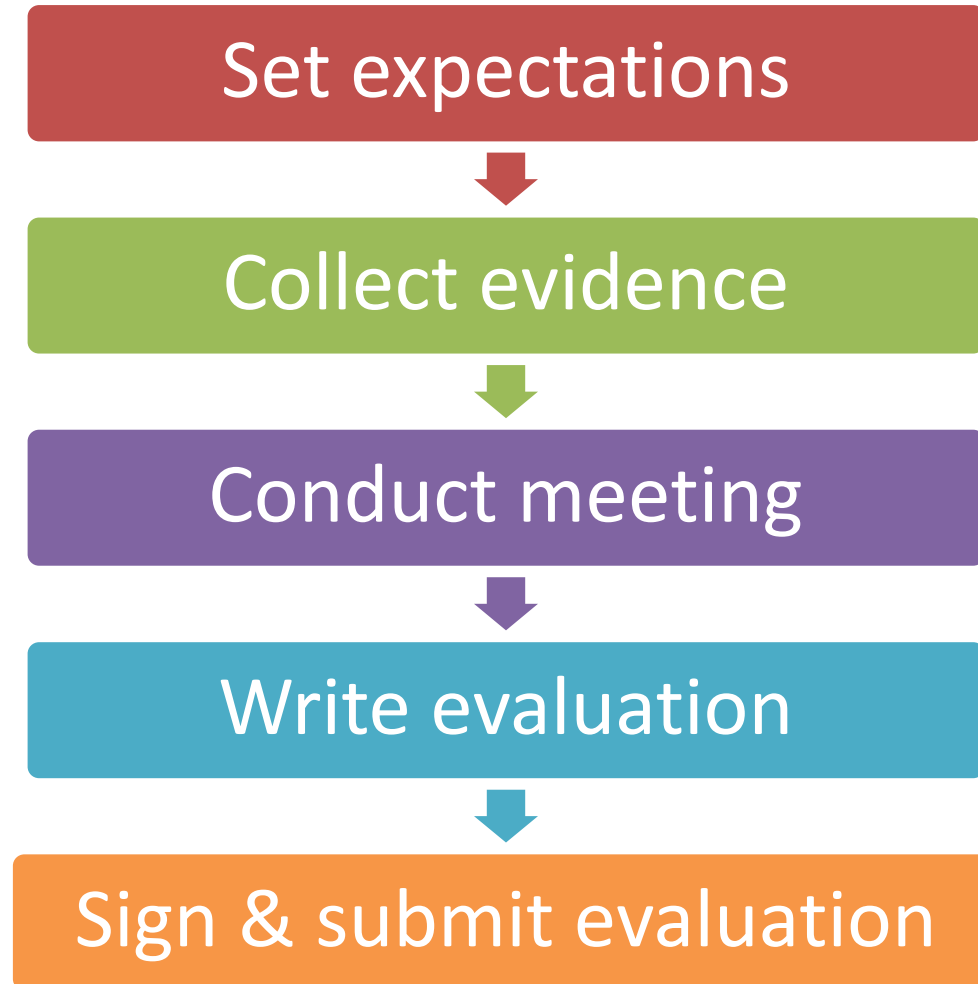 Set expectations
Collect evidence
Conduct meeting
Write evaluation
Sign & submit evaluation